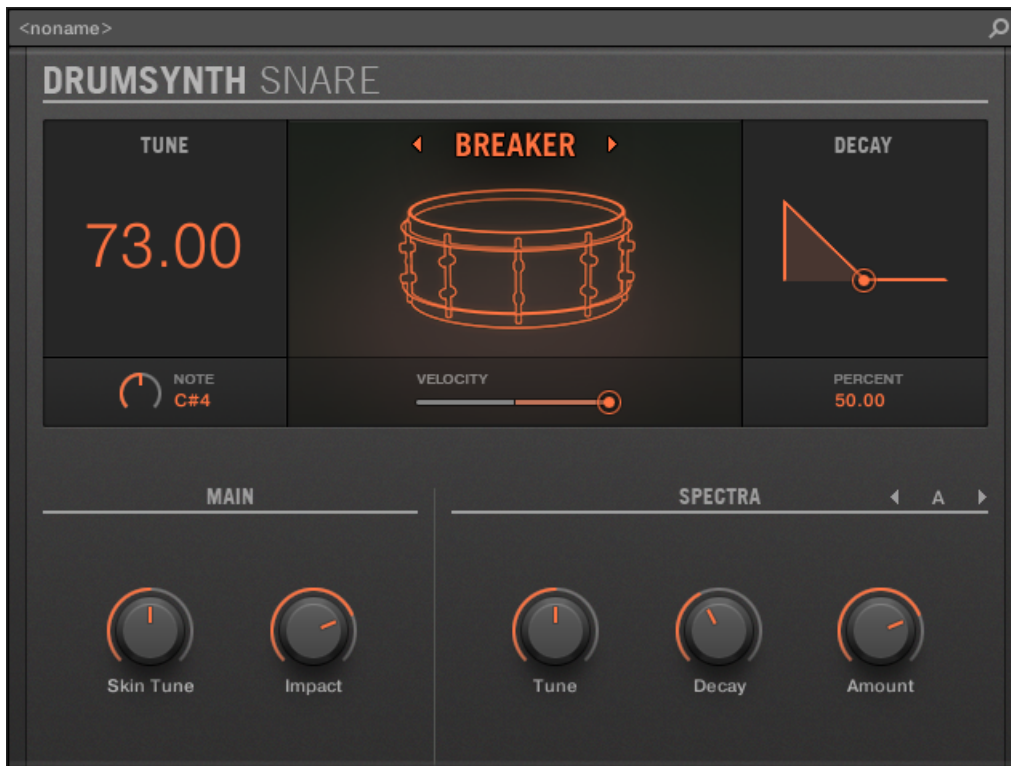 <noname>
DRUMSYNTH SNARE
TUNE
BREAKER
DECAY
73.00
NOTE
C#4
VELOCITY
PERCENT
50.00
MAIN
SPECTRA
A
Skin Tune
Impact
Tune
Decay
Amount